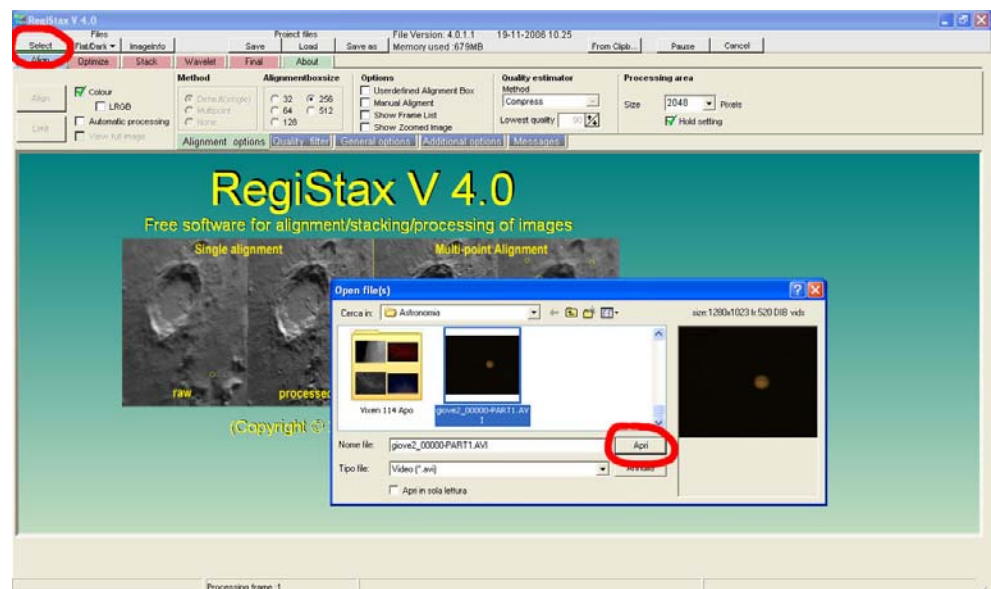 RegiStax V 4.0
Files Project files File Version: 4.0.1.1 19-11-2006 10.25
Select Flat/Dark ImageInfo Save Load Save as Memory used :679MB From Clipb... Pause Cancel
Align Optimize Stack Wavelet Final About
Align
Limit
Colour
LRGB
Automatic processing
View full image
Method
Default(single)
Multipoint
None
Alignmentboxsize
32 256
64 512
128
Options
Userdefined Alignment Box
Manual Aligment
Show Frame List
Show Zoomed Image
Quality estimator
Method
Compress
Lowest quality 90 %
Processing area
Size 2048 Pixels
Hold setting
Alignment options Quality filter General options Additional options Messages
RegiStax V 4.0
Free software for alignment/stacking/processing of images
Single alignment Multi-point Alignment
raw processed
(Copyright ©
Open file(s)
Cerca in: Astronomia size:1280x1023 fr:520 DIB vids
Vixen 114 Apo
giove2_00000-PART1.AV
I
Nome file: giove2_00000-PART1.AVI Apri
Tipo file: Video (*.avi) Annulla
Apri in sola lettura
Processing frame :1